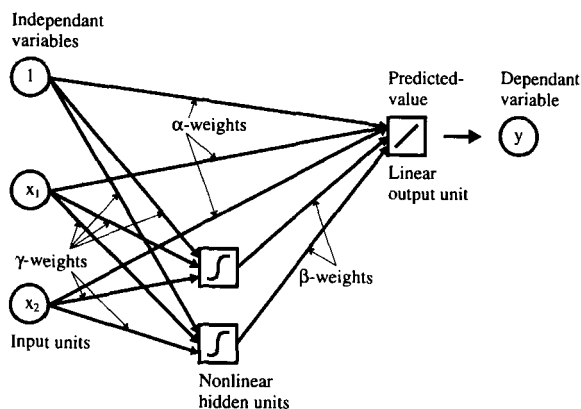 Independant
variables
1
Predicted-
value
Dependant
variable
α-weights
y
x₁
Linear
output unit
γ-weights
β-weights
x₂
Input units
Nonlinear
hidden units